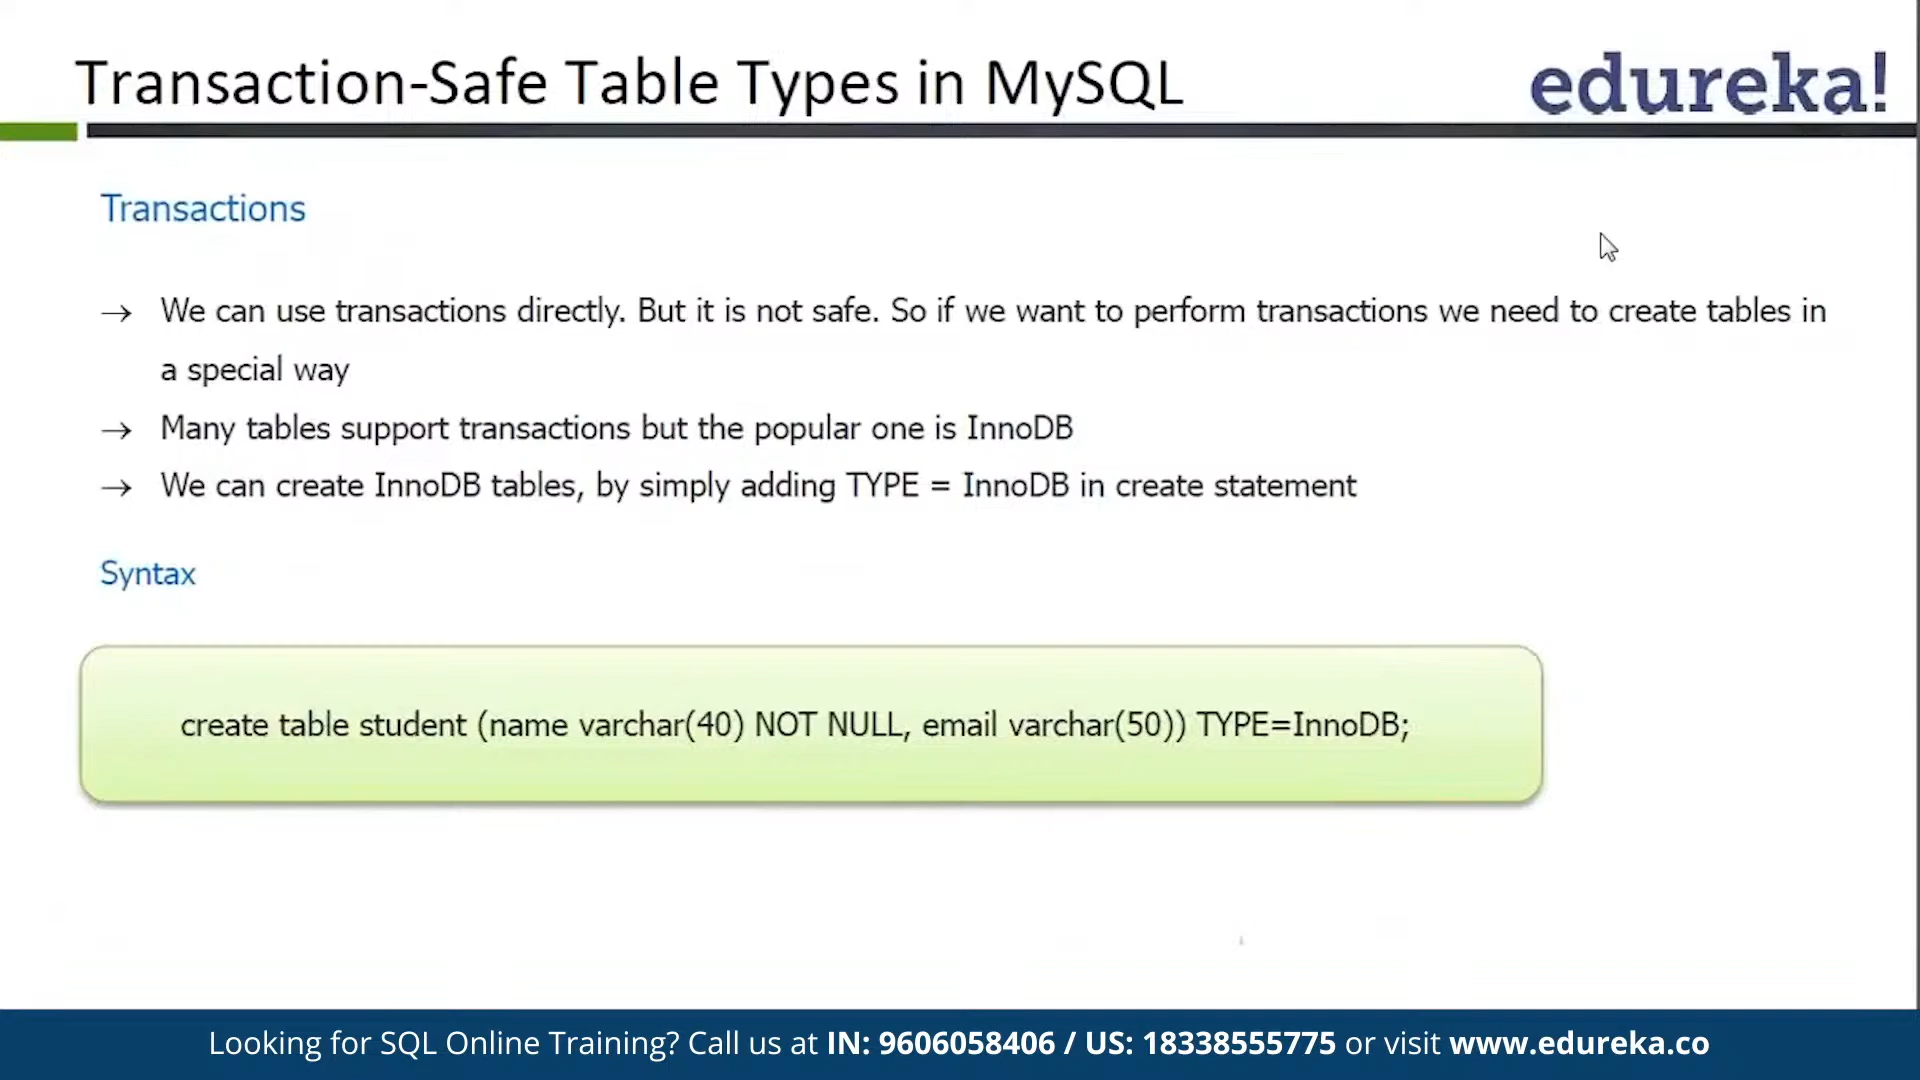 Transaction-Safe Table Types in MySQL
edureka!
Transactions
→ We can use transactions directly. But it is not safe. So if we want to perform transactions we need to create tables in
a special way
→ Many tables support transactions but the popular one is InnoDB
→ We can create InnoDB tables, by simply adding TYPE = InnoDB in create statement
Syntax
create table student (name varchar(40) NOT NULL, email varchar(50)) TYPE=InnoDB;
Looking for SQL Online Training? Call us at IN: 9606058406 / US: 18338555775 or visit www.edureka.co